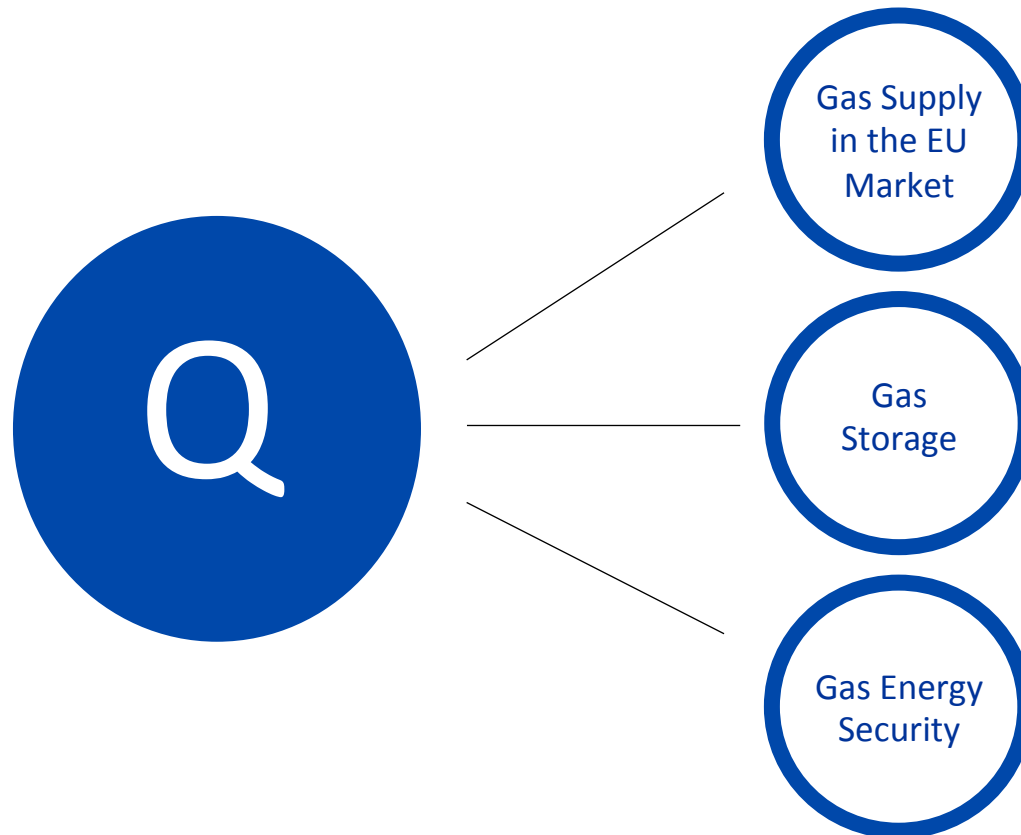 Gas Supply
in the EU
Market
Q
Gas
Storage
Gas Energy
Security